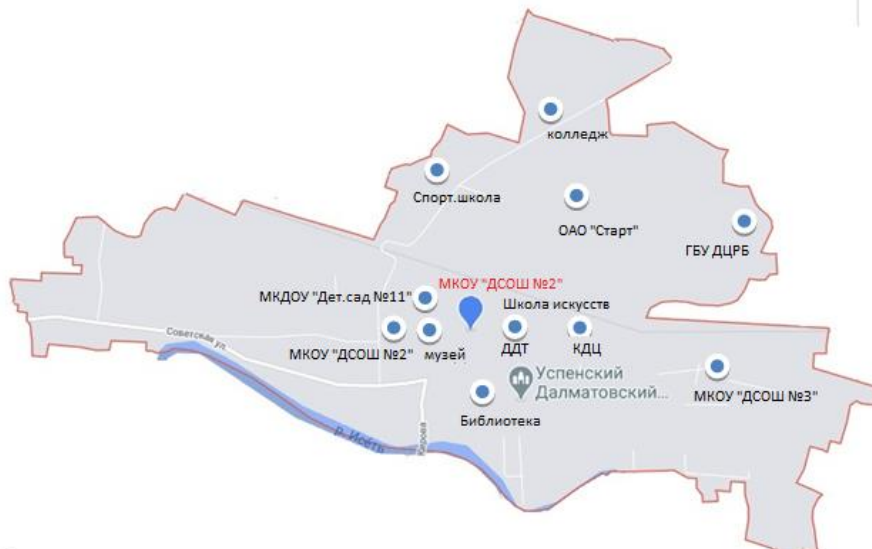 колледж
Спорт.школа
ОАО "Старт"
ГБУ ДЦРБ
МКОУ "ДСОШ №2"
МКДОУ "Дет.сад №11"
Школа искусств
Советская ул.
МКОУ "ДСОШ №2"
музей
ДДТ
КДЦ
Успенский
Далматовский...
МКОУ "ДСОШ №3"
Библиотека
р. Исеть
Кирова